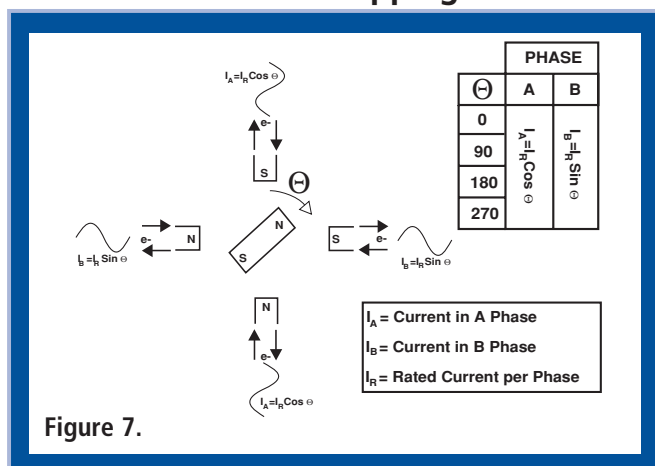 pping
I_A=I_R Cos Θ
e-
S
Θ
PHASE
Θ A B
0
90
180
270
I_A=I_R Cos Θ
I_B=I_R Sin Θ
N
S
e-
N
I_B=I_R Sin Θ
S
e-
I_B=I_R Sin Θ
N
e-
I_A=I_R Cos Θ
I_A = Current in A Phase
I_B = Current in B Phase
I_R = Rated Current per Phase
Figure 7.